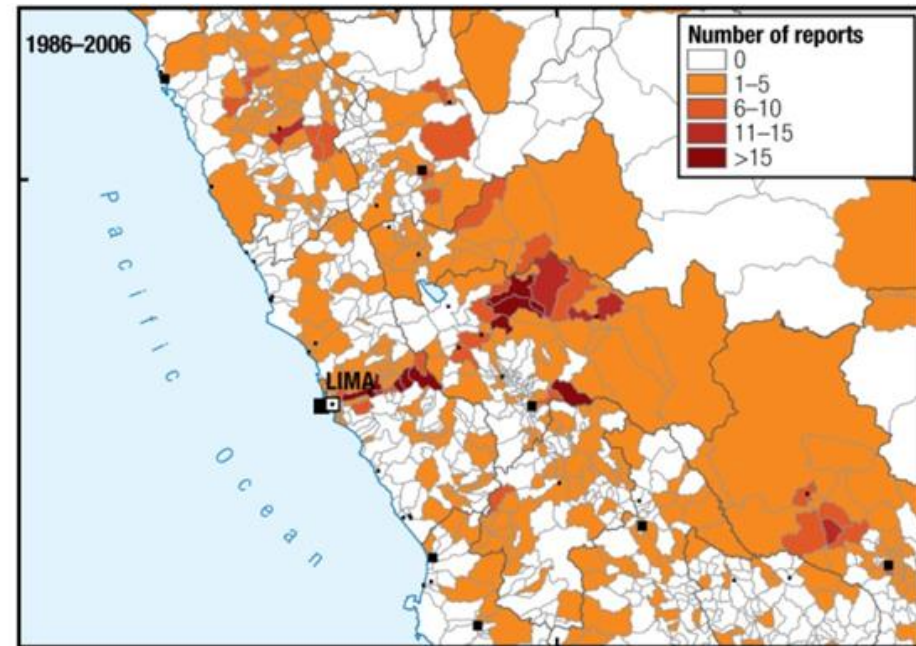 1986–2006
Number of reports
0
1–5
6–10
11–15
>15
Pacific
Ocean
LIMA